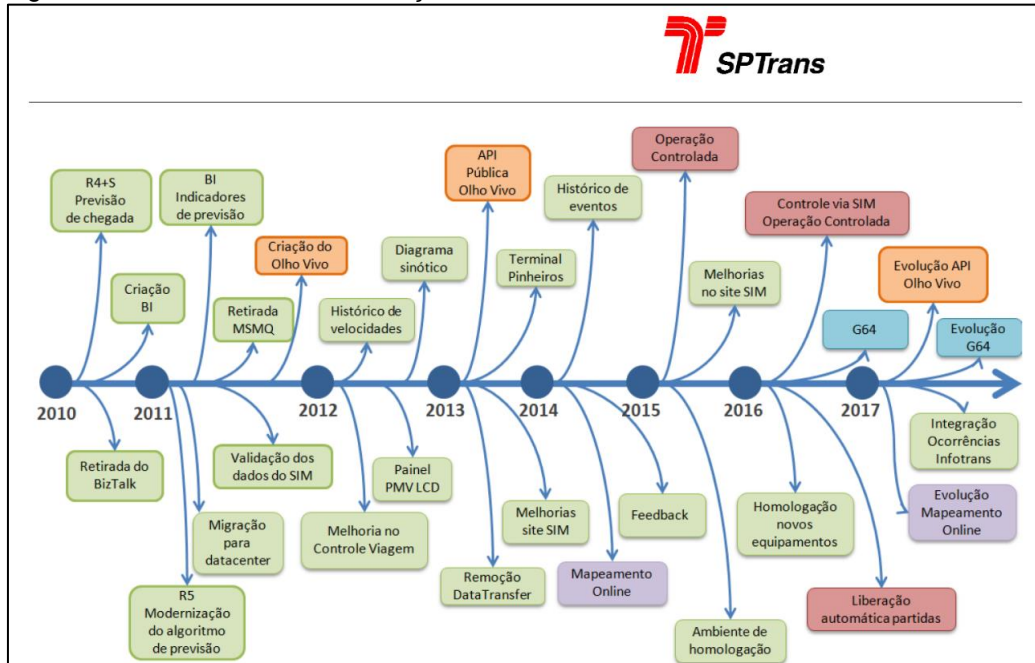 SPTrans
R4+S
Previsão
de chegada
BI
Indicadores
de previsão
Criação
BI
Retirada
MSMQ
Criação do
Olho Vivo
Histórico de
velocidades
Diagrama
sinótico
API
Pública
Olho Vivo
Terminal
Pinheiros
Histórico de
eventos
Operação
Controlada
Melhorias
no site SIM
Controle via SIM
Operação Controlada
G64
Evolução API
Olho Vivo
Evolução
G64
2010
2011
2012
2013
2014
2015
2016
2017
Retirada do
BizTalk
R5
Modernização
do algoritmo
de previsão
Migração
para
datacenter
Validação dos
dados do SIM
Melhoria no
Controle Viagem
Painel
PMV LCD
Remoção
DataTransfer
Melhorias
site SIM
Mapeamento
Online
Feedback
Ambiente de
homologação
Homologação
novos
equipamentos
Liberação
automática partidas
Evolução
Mapeamento
Online
Integração
Ocorrências
Infotrans